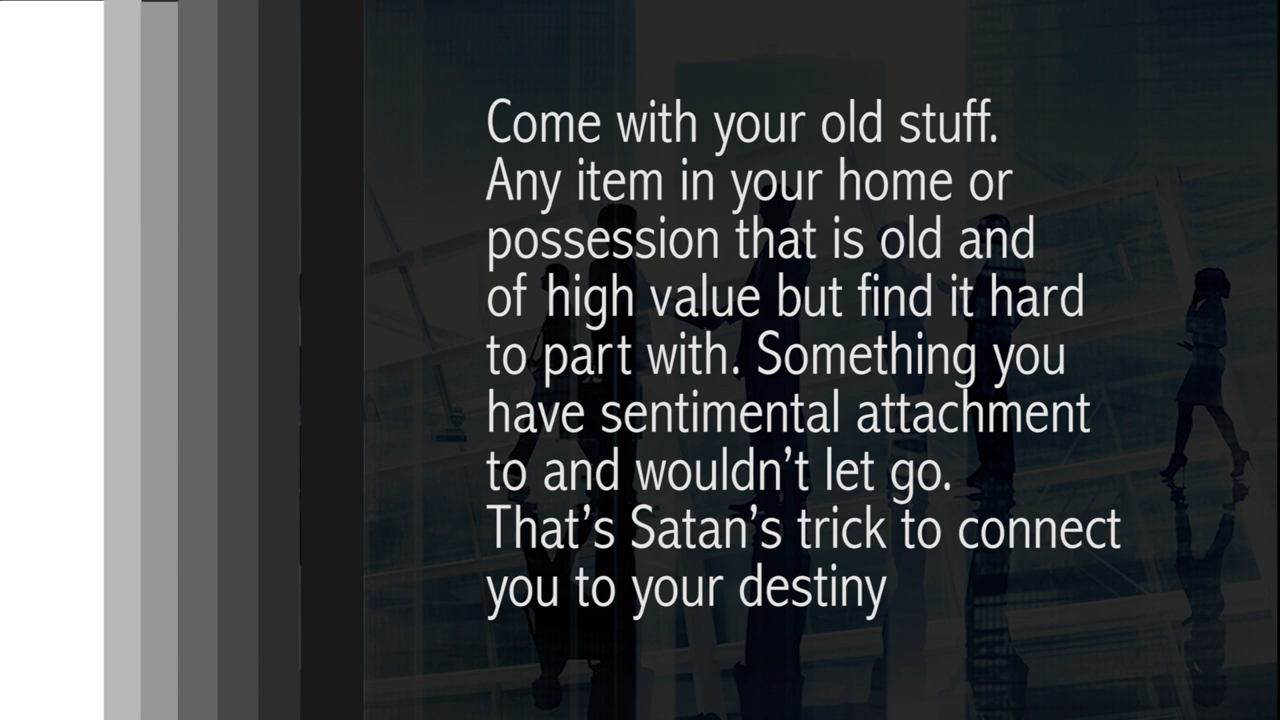 Come with your old stuff.
Any item in your home or
possession that is old and
of high value but find it hard
to part with. Something you
have sentimental attachment
to and wouldn’t let go.
That’s Satan’s trick to connect
you to your destiny